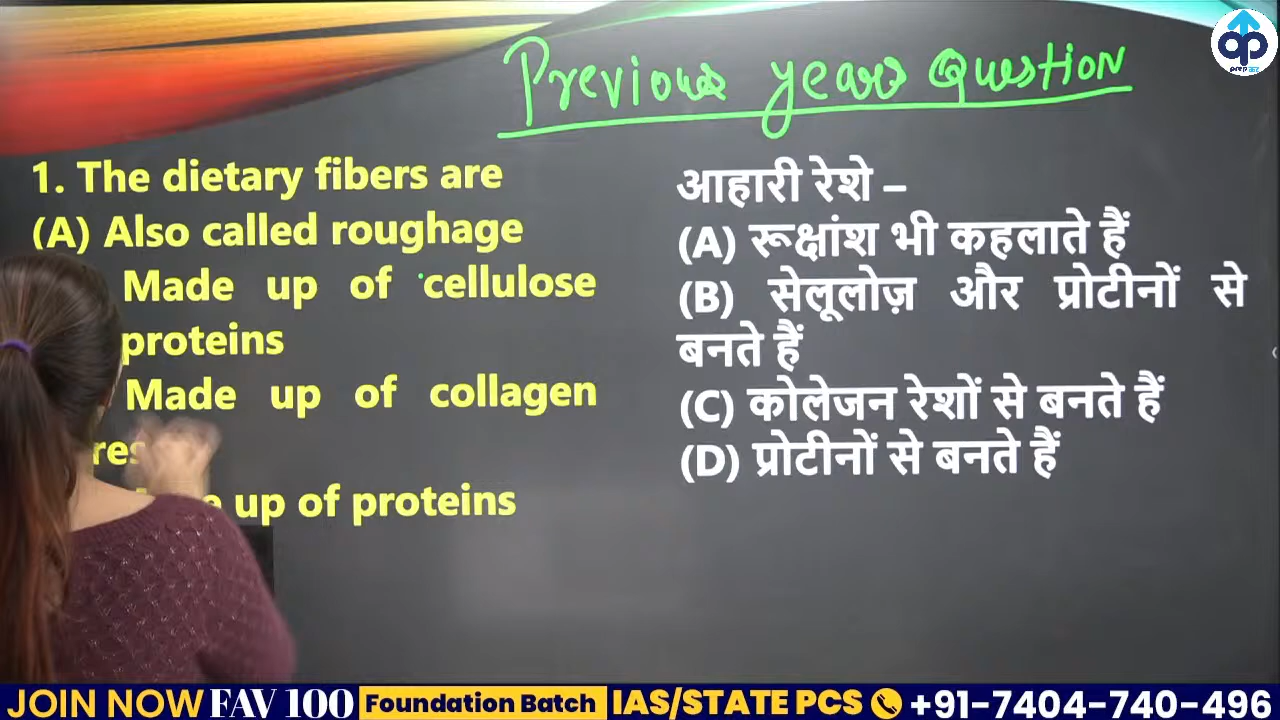 Previous years Question
1. The dietary fibers are
(A) Also called roughage
Made up of cellulose
proteins
Made up of collagen
up of proteins
आहारी रेशे –
(A) रूक्षांश भी कहलाते हैं
(B) सेलूलोज़ और प्रोटीनों से
बनते हैं
(C) कोलेजन रेशों से बनते हैं
(D) प्रोटीनों से बनते हैं
JOIN NOW FAV 100 Foundation Batch IAS/STATE PCS +91-7404-740-496